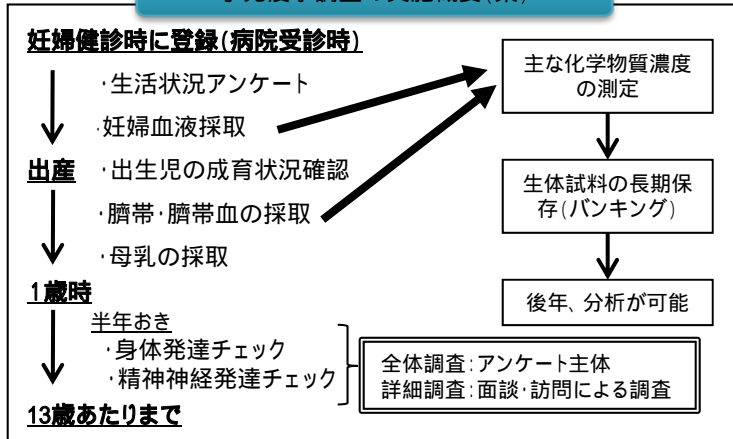 妊婦健診時に登録(病院受診時)
・生活状況アンケート
・妊婦血液採取
出産
・出生児の成育状況確認
・臍帯・臍帯血の採取
・母乳の採取
1歳時
半年おき
・身体発達チェック
・精神神経発達チェック
13歳あたりまで
主な化学物質濃度
の測定
生体試料の長期保
存(バンキング)
後年、分析が可能
全体調査:アンケート主体
詳細調査:面談・訪問による調査